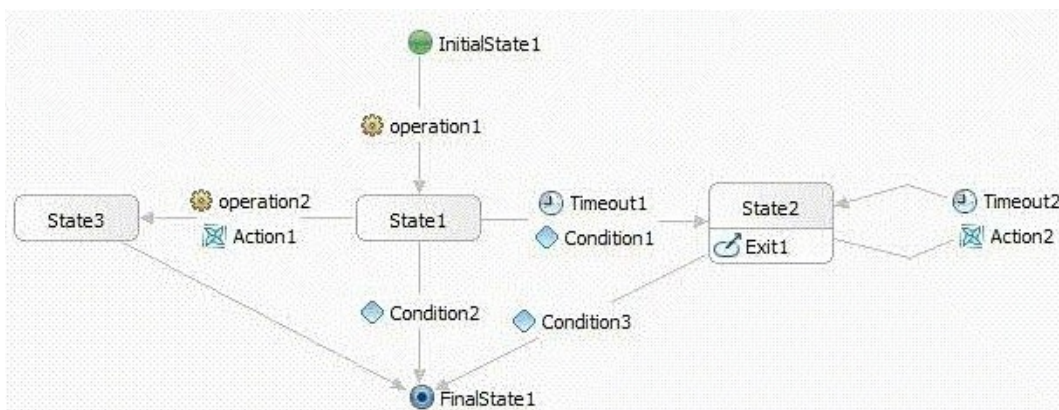 InitialState1
operation1
operation2
Action1
State3
State1
Timeout1
Condition1
State2
Exit1
Timeout2
Action2
Condition2
Condition3
FinalState1